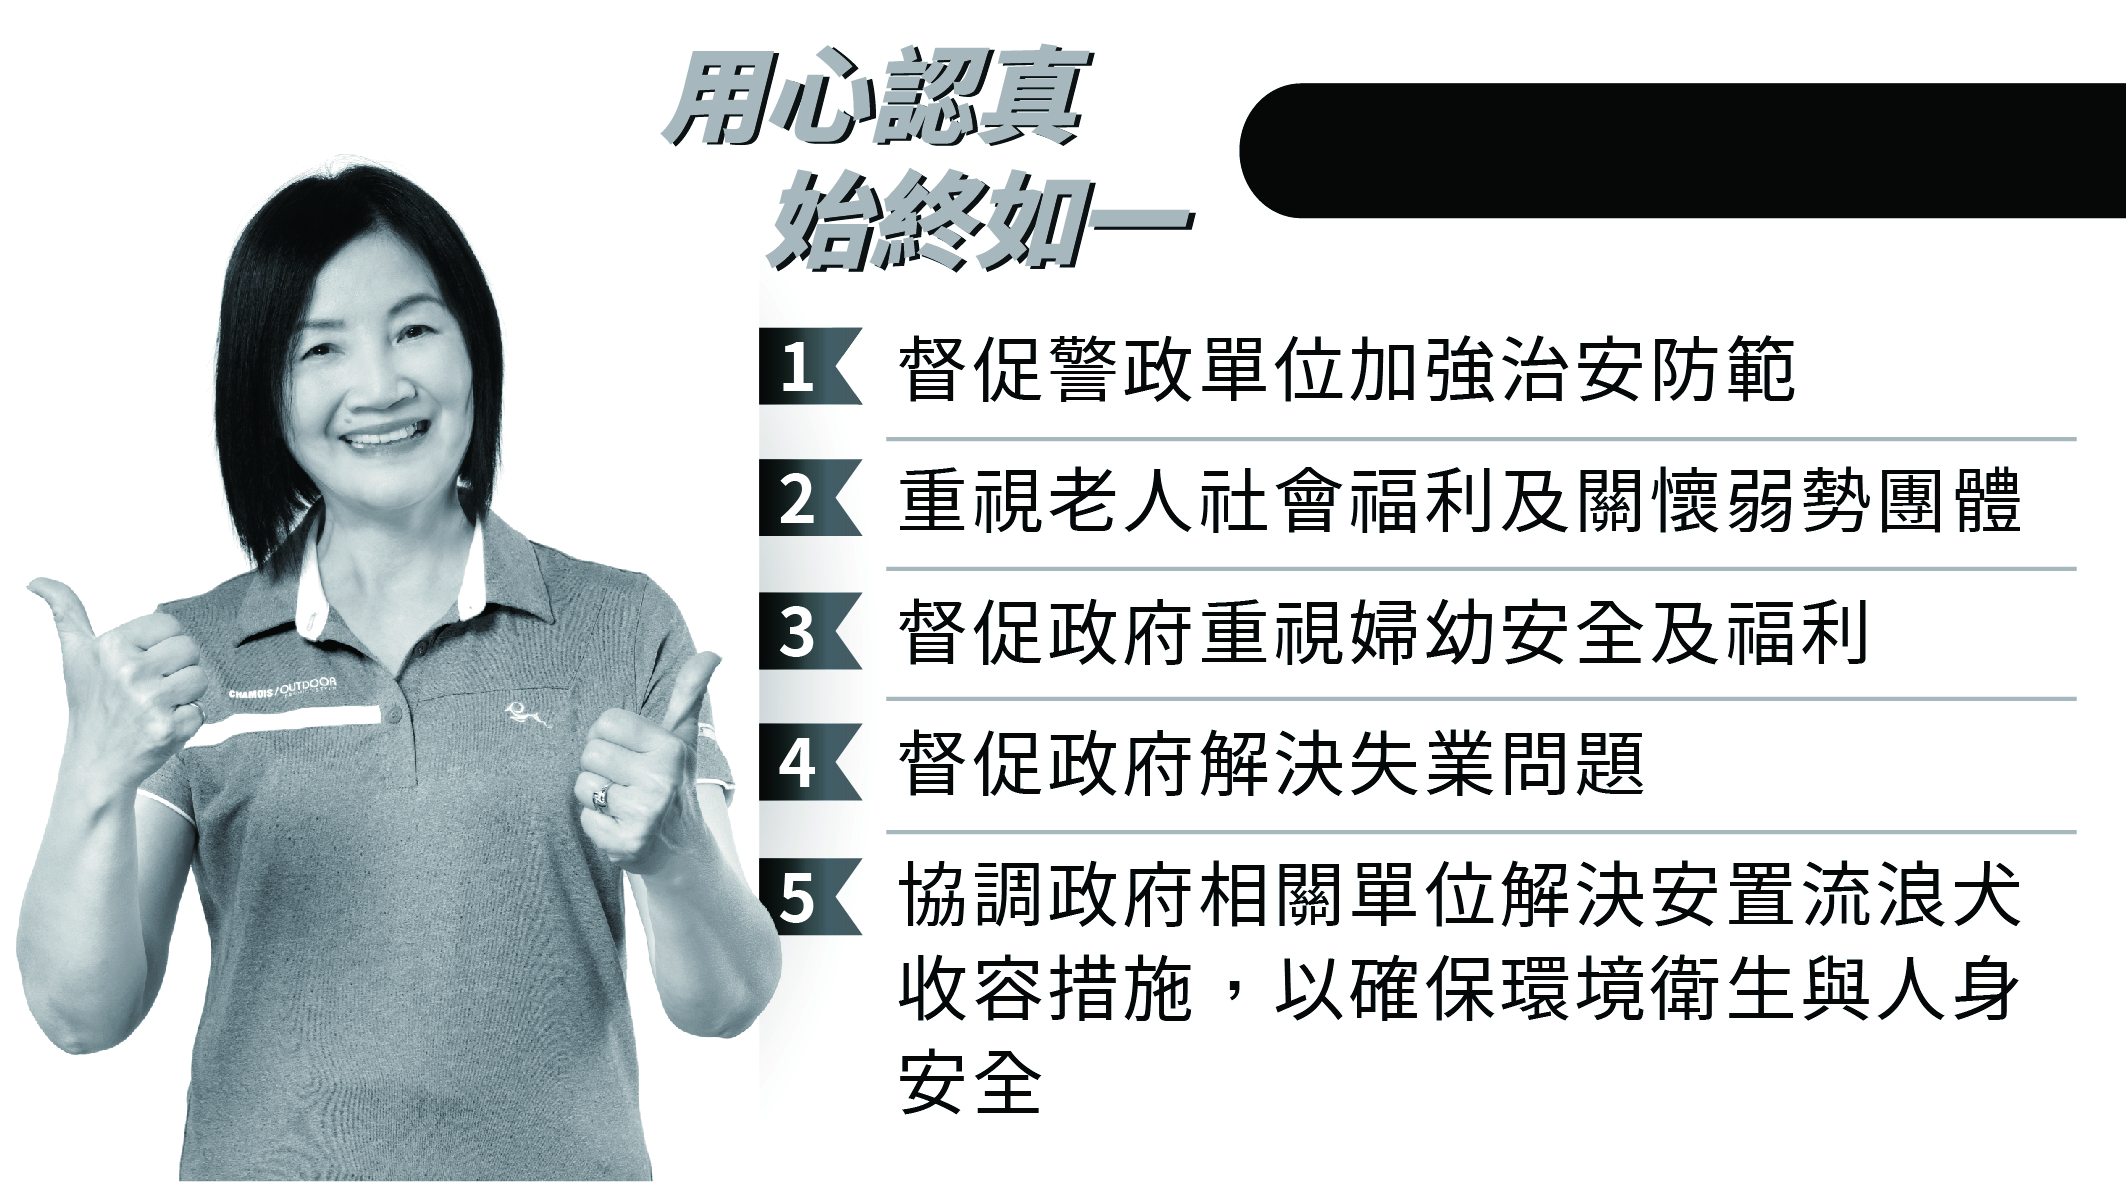 用心認真
始終如一
1 督促警政單位加強治安防範
2 重視老人社會福利及關懷弱勢團體
3 督促政府重視婦幼安全及福利
4 督促政府解決失業問題
5 協調政府相關單位解決安置流浪犬
收容措施，以確保環境衛生與人身
安全
CHAMOIS/OUTDOOR